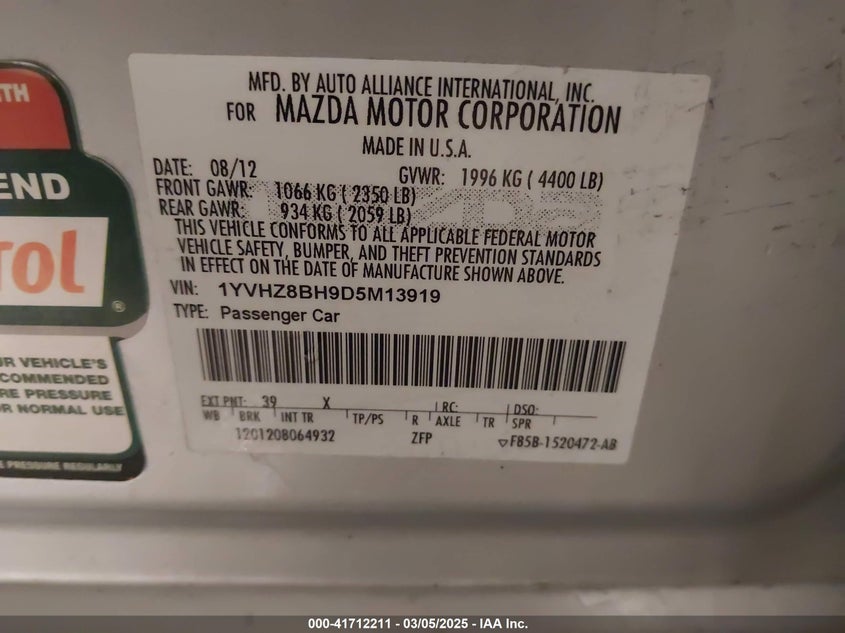 MFD. BY AUTO ALLIANCE INTERNATIONAL, INC.
FOR MAZDA MOTOR CORPORATION
MADE IN U.S.A.
DATE: 08/12 GVWR: 1996 KG ( 4400 LB)
FRONT GAWR: 1066 KG ( 2350 LB)
REAR GAWR: 934 KG ( 2059 LB)
THIS VEHICLE CONFORMS TO ALL APPLICABLE FEDERAL MOTOR
VEHICLE SAFETY, BUMPER, AND THEFT PREVENTION STANDARDS
IN EFFECT ON THE DATE OF MANUFACTURE SHOWN ABOVE.
VIN: 1YVHZ8BH9D5M13919
TYPE: Passenger Car
EXT PNT: 39 X RC: DSO:
WB BRK INT TR TP/PS R AXLE TR SPR
1201208064932 ZFP ▽F85B-1520472-AB
ITH
END
rol
®
UR VEHICLE'S
COMMENDED
RE PRESSURE
R NORMAL USE
PRESSURE REGULARLY
000-41712211 - 03/05/2025 - IAA Inc.